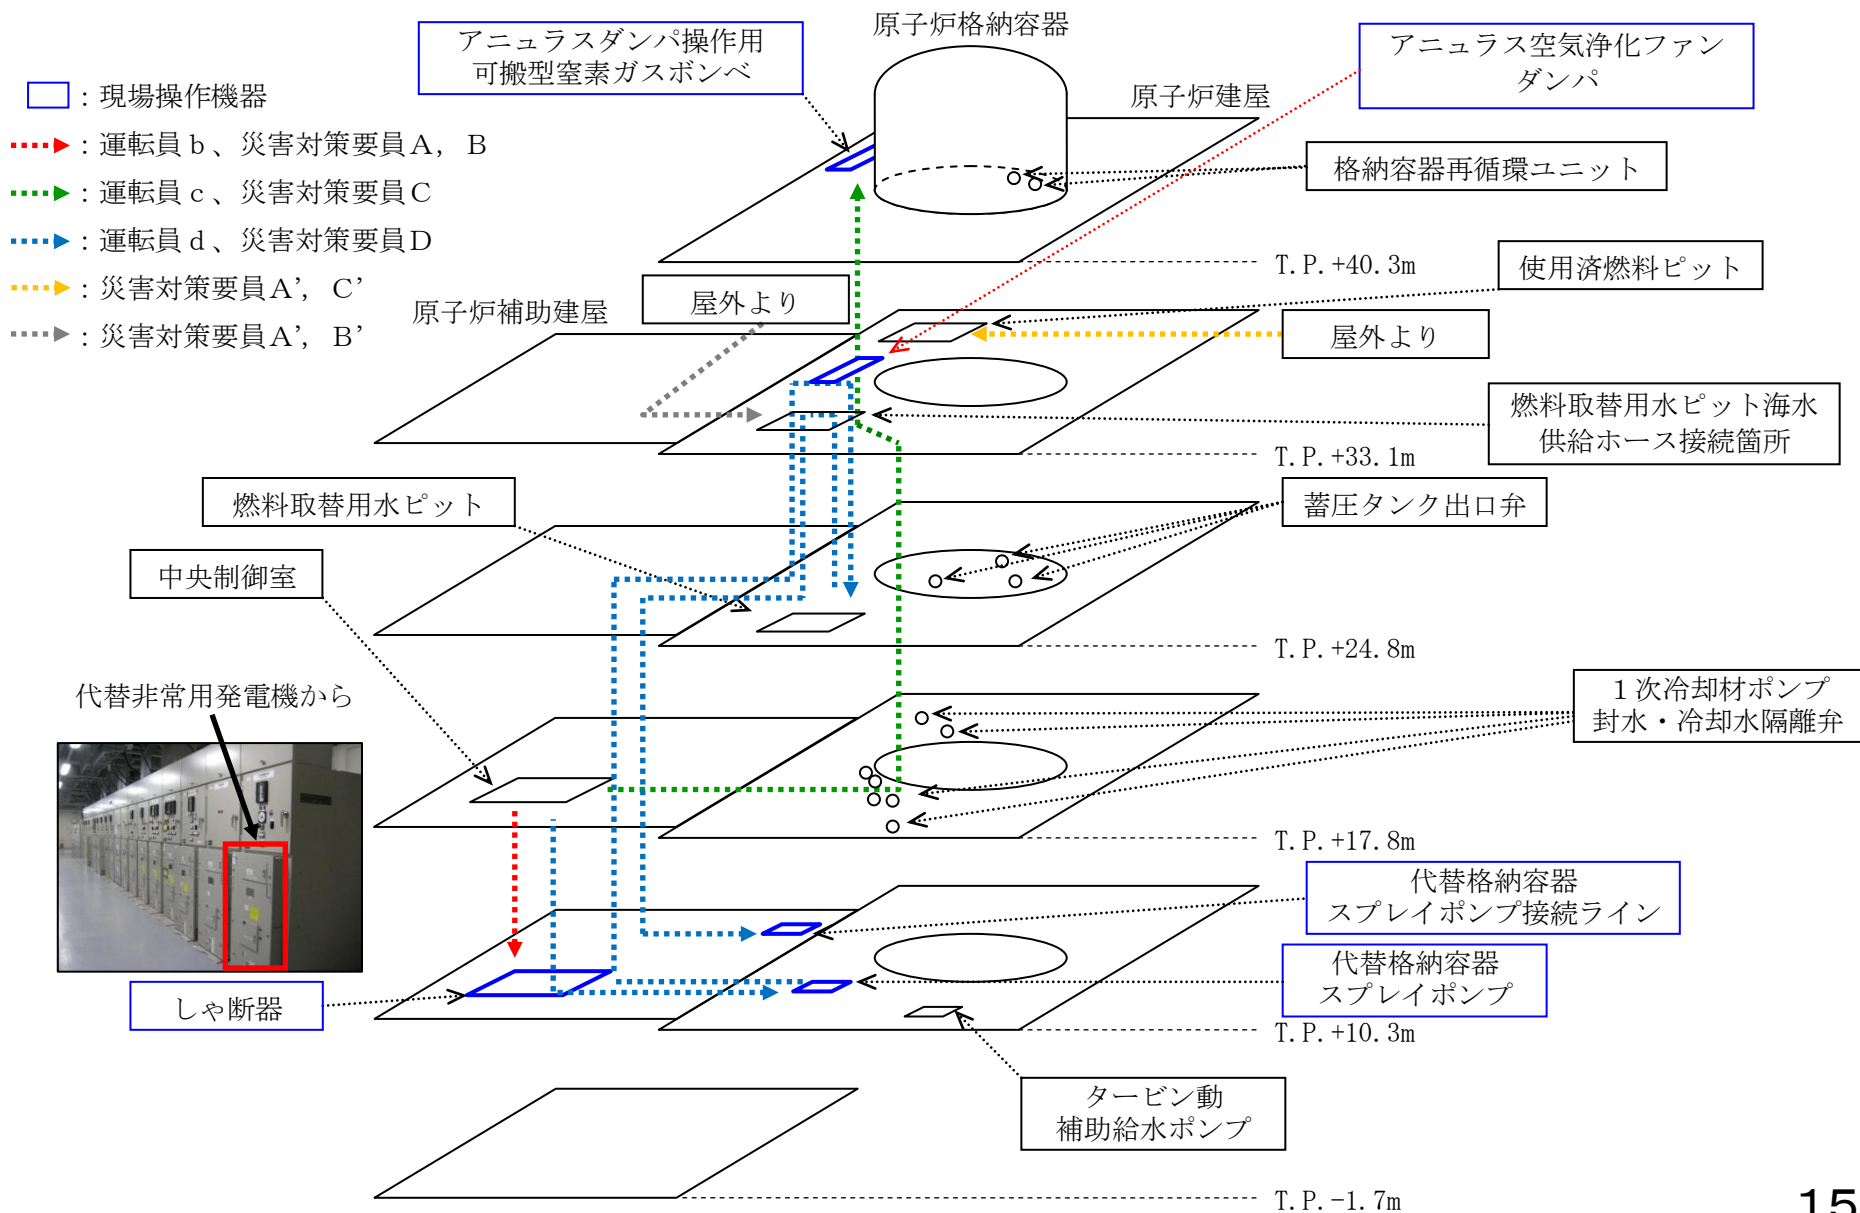 原子炉格納容器
アニュラスダンパ操作用
可搬型窒素ガスボンベ
アニュラス空気浄化ファン
ダンパ
：現場操作機器
：運転員ｂ、災害対策要員Ａ，Ｂ
：運転員ｃ、災害対策要員Ｃ
：運転員ｄ、災害対策要員Ｄ
：災害対策要員Ａ’，Ｃ’
：災害対策要員Ａ’，Ｂ’
原子炉建屋
格納容器再循環ユニット
T.P.+40.3m
使用済燃料ピット
原子炉補助建屋
屋外より
屋外より
燃料取替用水ピット海水
供給ホース接続箇所
T.P.+33.1m
燃料取替用水ピット
蓄圧タンク出口弁
中央制御室
T.P.+24.8m
代替非常用発電機から
１次冷却材ポンプ
封水・冷却水隔離弁
T.P.+17.8m
代替格納容器
スプレイポンプ接続ライン
代替格納容器
スプレイポンプ
しゃ断器
T.P.+10.3m
タービン動
補助給水ポンプ
T.P.-1.7m
15